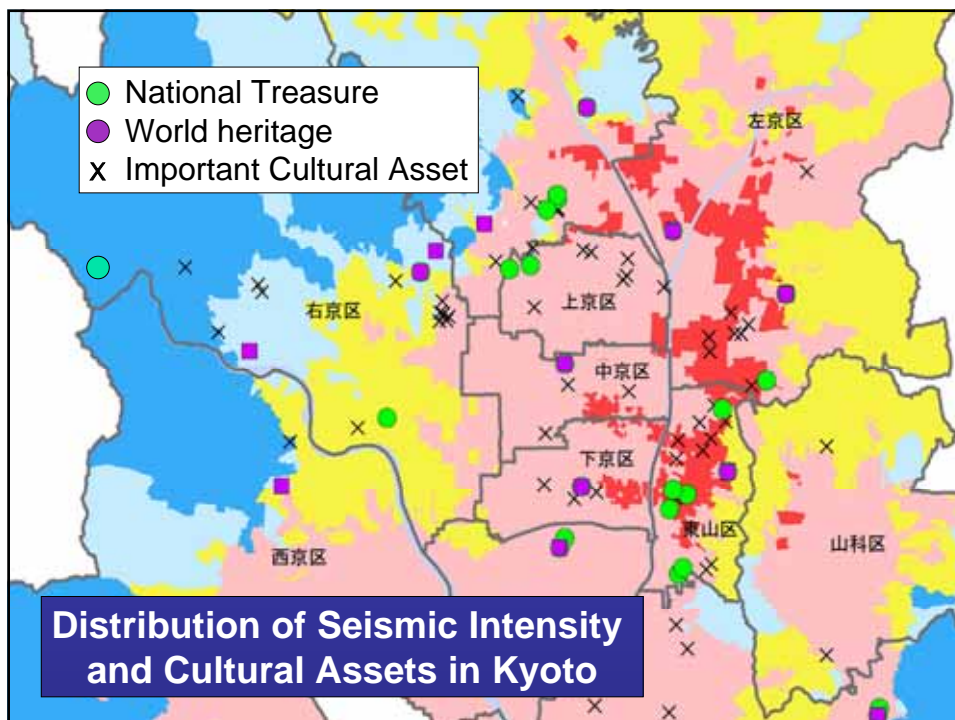 National Treasure
World heritage
x Important Cultural Asset
左京区
右京区
上京区
中京区
下京区
東山区
山科区
西京区
Distribution of Seismic Intensity
and Cultural Assets in Kyoto